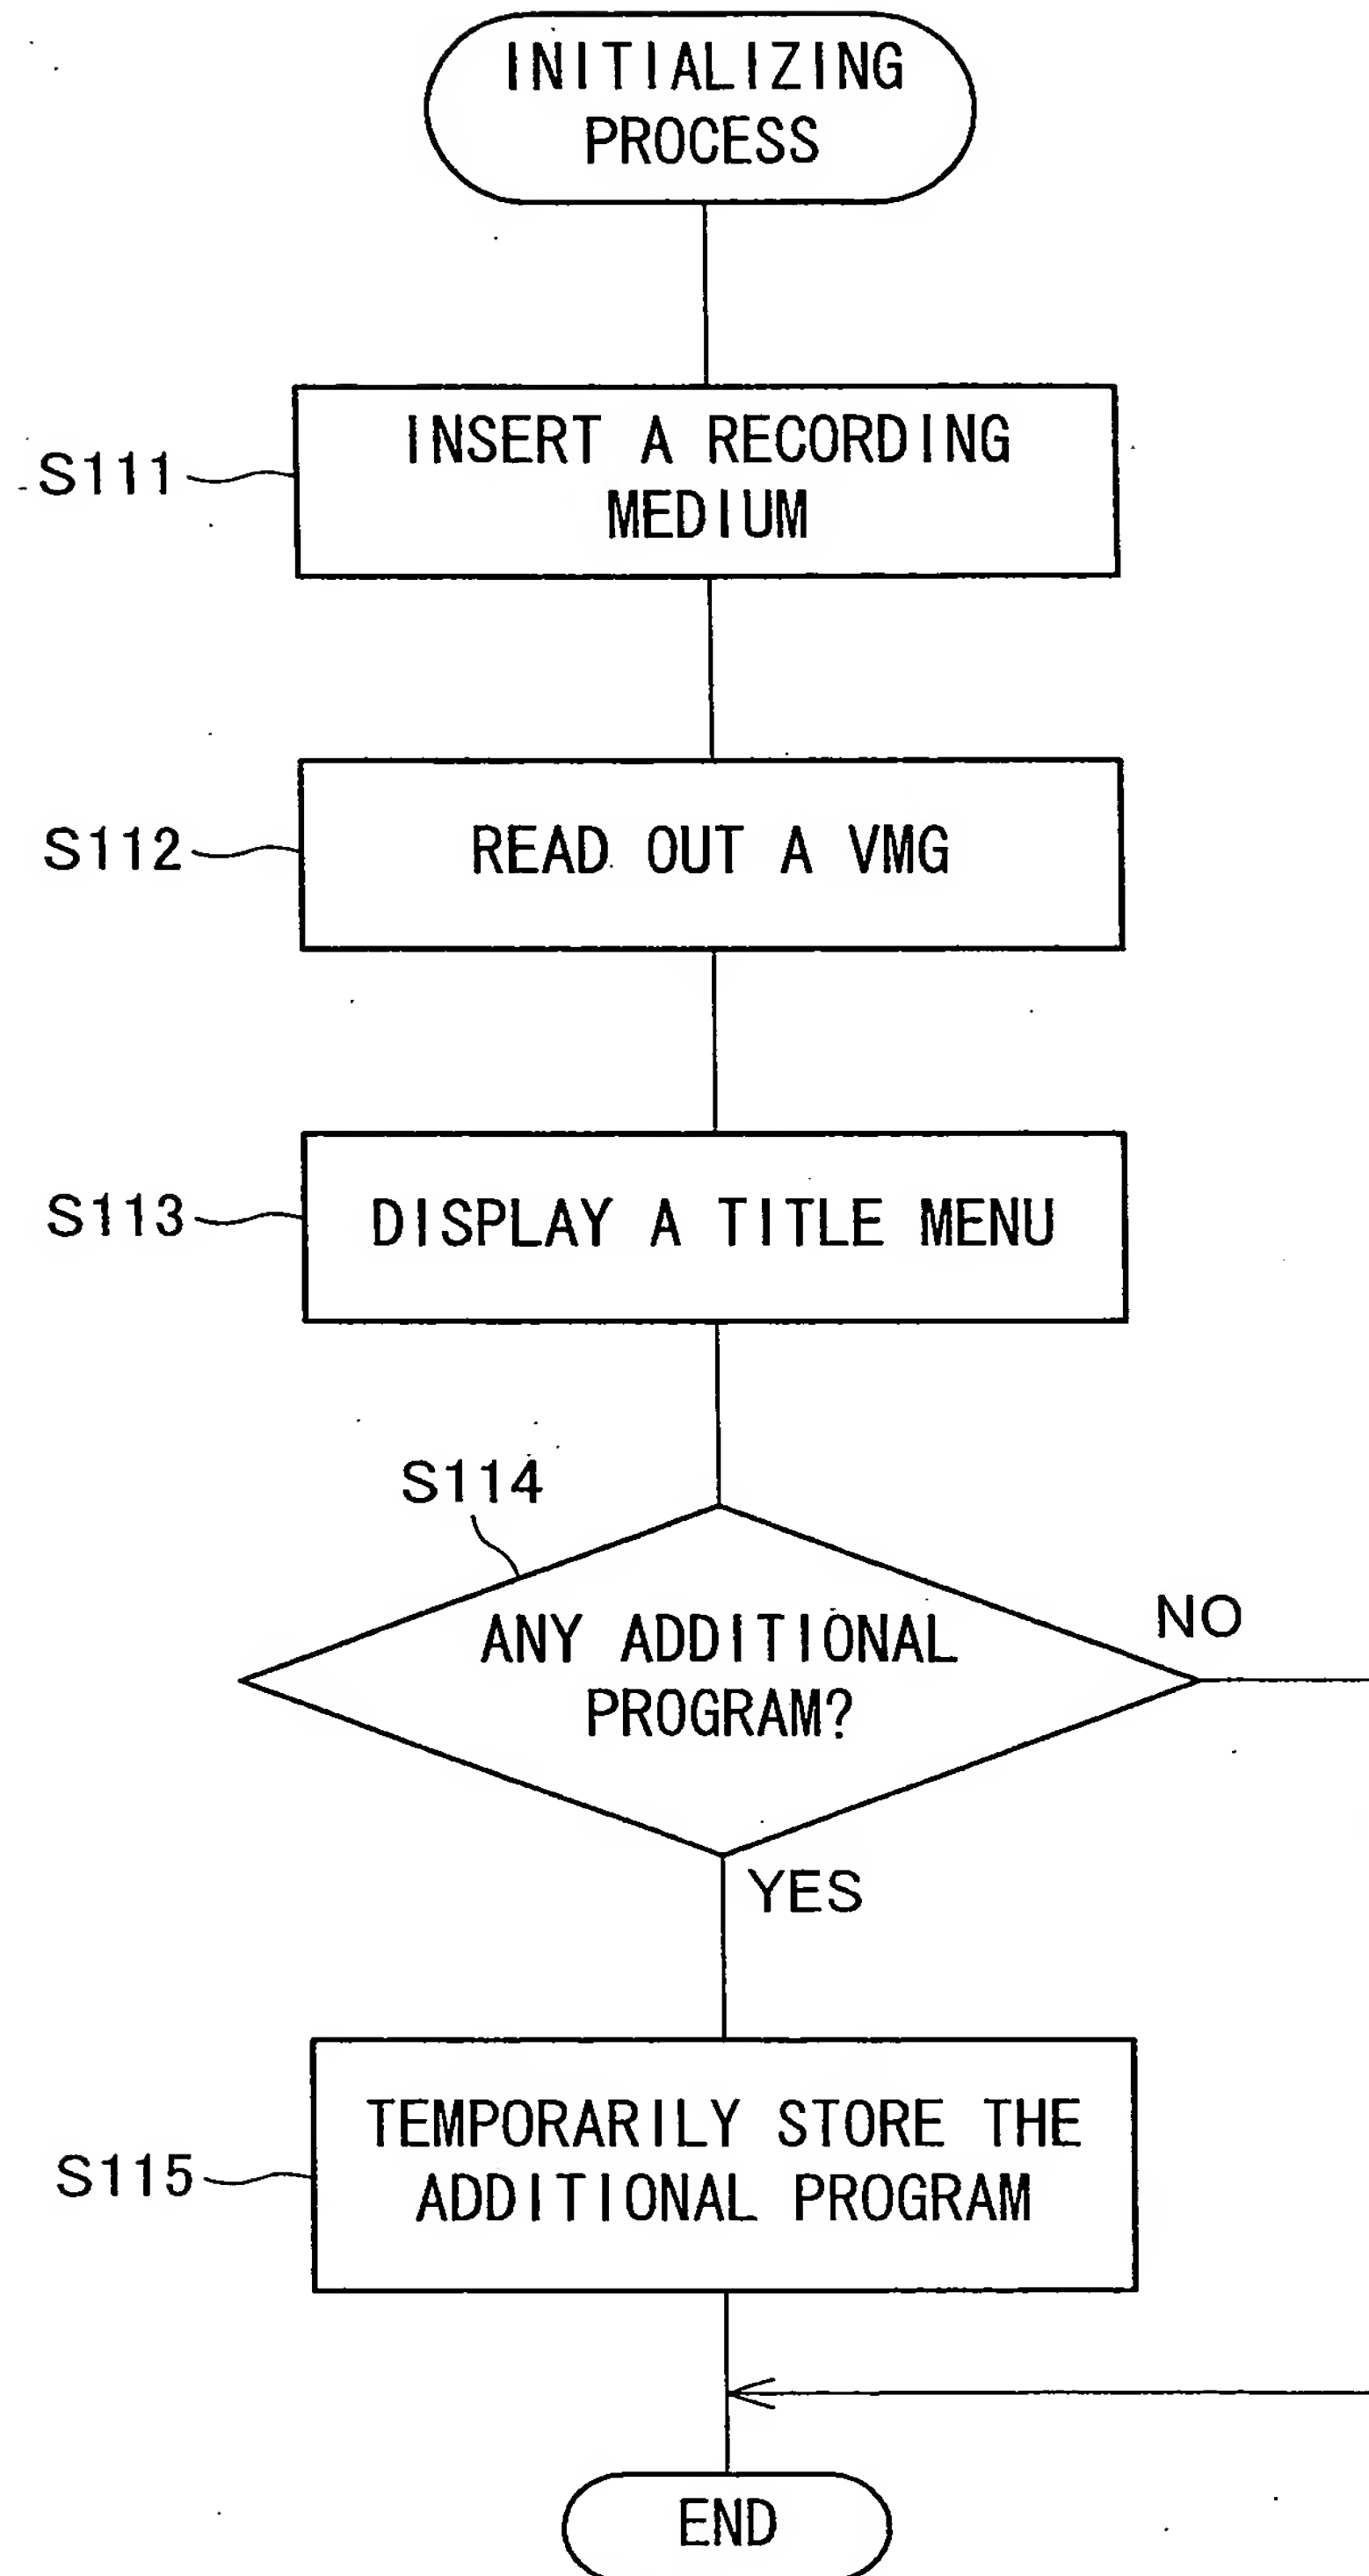 INITIALIZING
PROCESS
S111
INSERT A RECORDING
MEDIUM
S112
READ OUT A VMG
S113
DISPLAY A TITLE MENU
S114
ANY ADDITIONAL
PROGRAM?
NO
YES
S115
TEMPORARILY STORE THE
ADDITIONAL PROGRAM
END